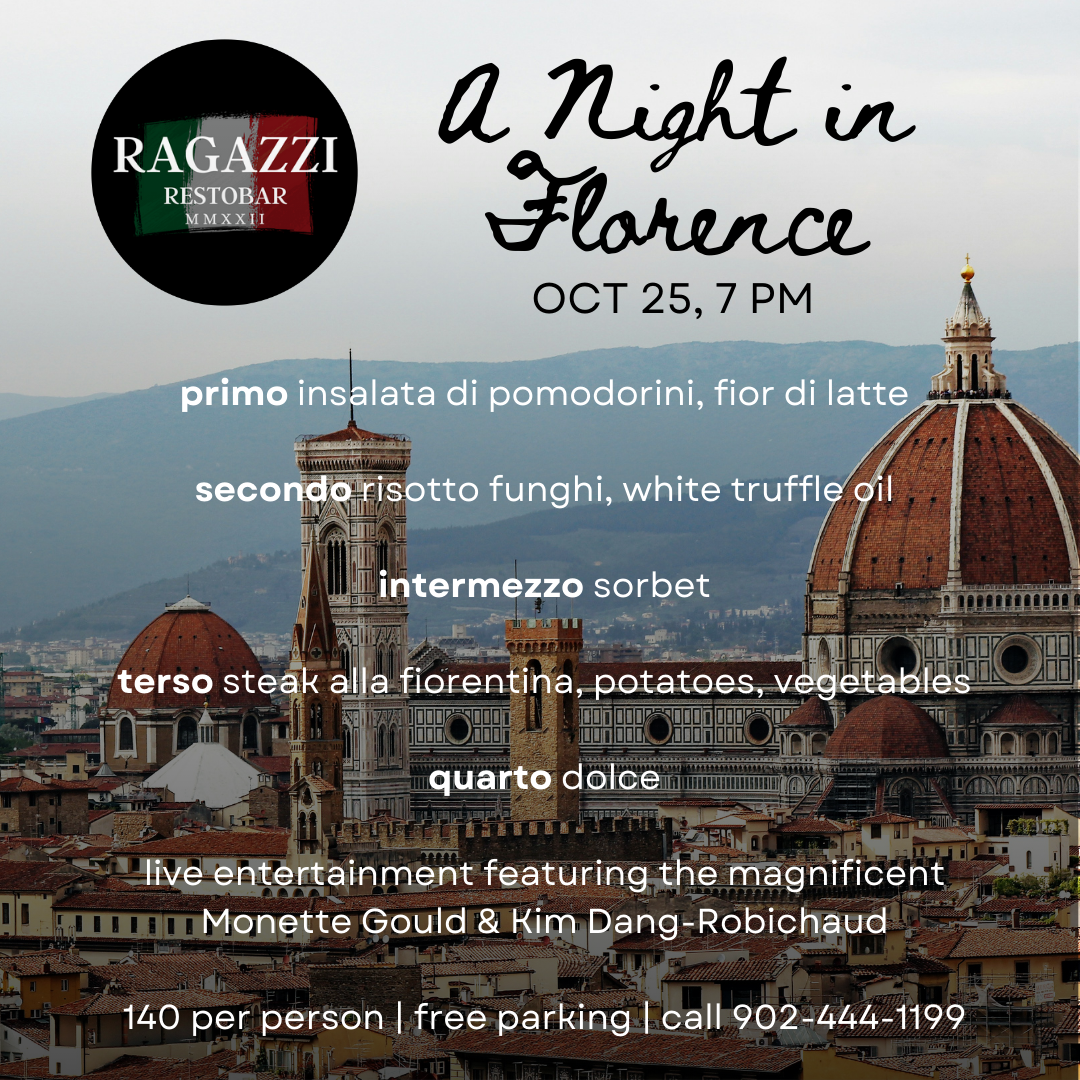 RAGAZZI
RESTOBAR
MMXXII
A Night in
Florence
OCT 25, 7 PM
primo insalata di pomodorini, fior di latte
secondo risotto funghi, white truffle oil
intermezzo sorbet
terso steak alla fiorentina, potatoes, vegetables
quarto dolce
live entertainment featuring the magnificent
Monette Gould & Kim Dang-Robichaud
140 per person | free parking | call 902-444-1199